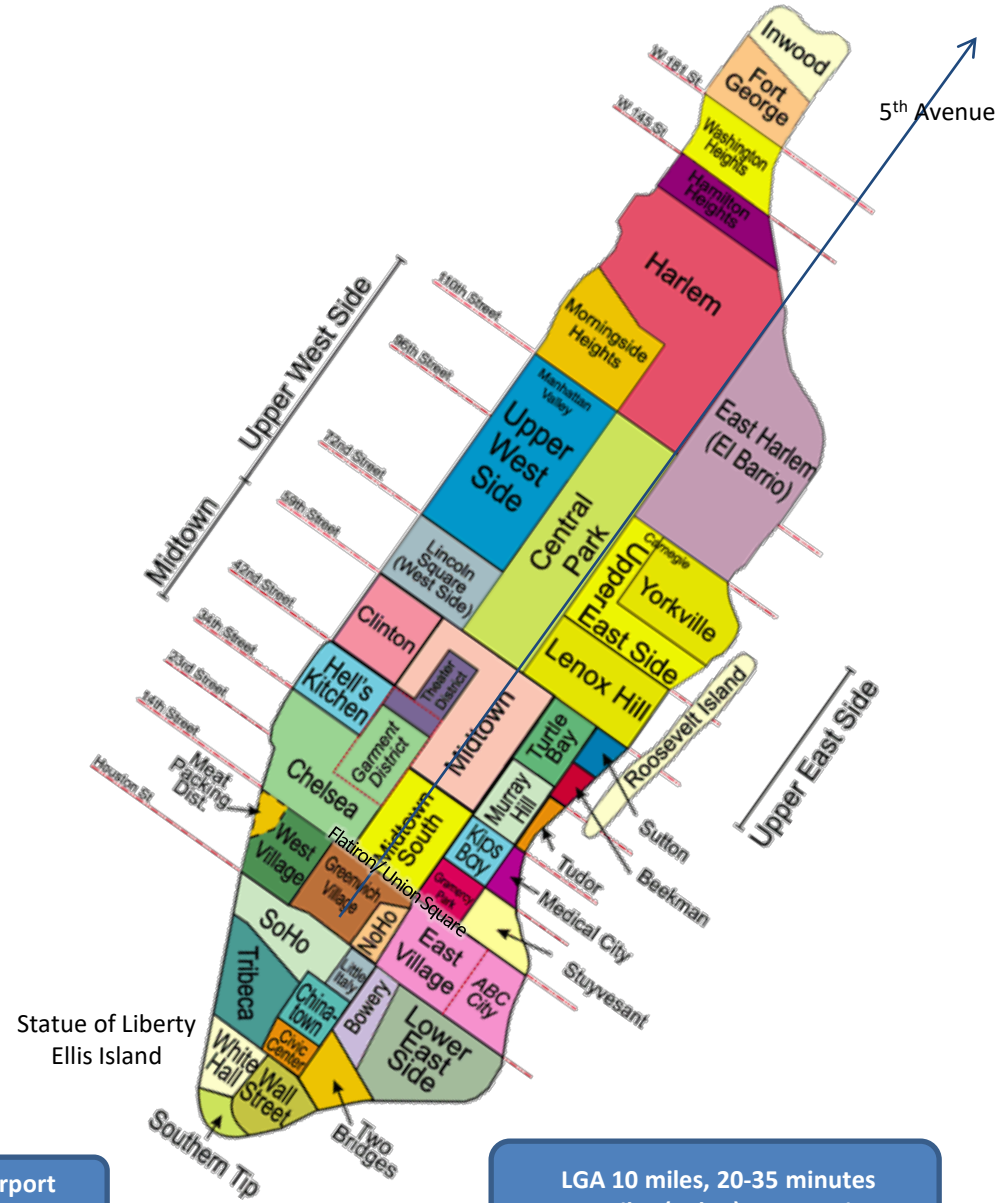 Inwood
W 181 St
Fort
George
5th Avenue
W 145 St
Washington
Heights
Hamilton
Heights
Harlem
Upper West Side
110th Street
Morningside
Heights
96th Street
Manhattan
Valley
Upper
West
Side
East Harlem
(El Barrio)
72nd Street
Central
Park
59th Street
Midtown
Lincoln
Square
(West Side)
Carnegie
Upper
East Side
Yorkville
42nd Street
Clinton
Lenox Hill
34th Street
Hell's
Kitchen
Theater
District
Midtown
Turtle
Bay
Roosevelt Island
Upper East Side
23rd Street
14th Street
Garment
District
Chelsea
Murray
Hill
Meat
Packing
Dist.
Houston St
Midtown
South
Flatiron/Union Square
Kips
Bay
Sutton
Beekman
Tudor
West
Village
Greenwich
Village
Gramercy
Park
Medical City
Stuyvesant
SoHo
NoHo
East
Village
ABC
City
Tribeca
Little
Italy
China-
town
Bowery
Lower
East
Side
Statue of Liberty
Ellis Island
Civic
Center
White
Hall
Wall
Street
Southern Tip
Two
Bridges
rport
LGA 10 miles, 20-35 minutes